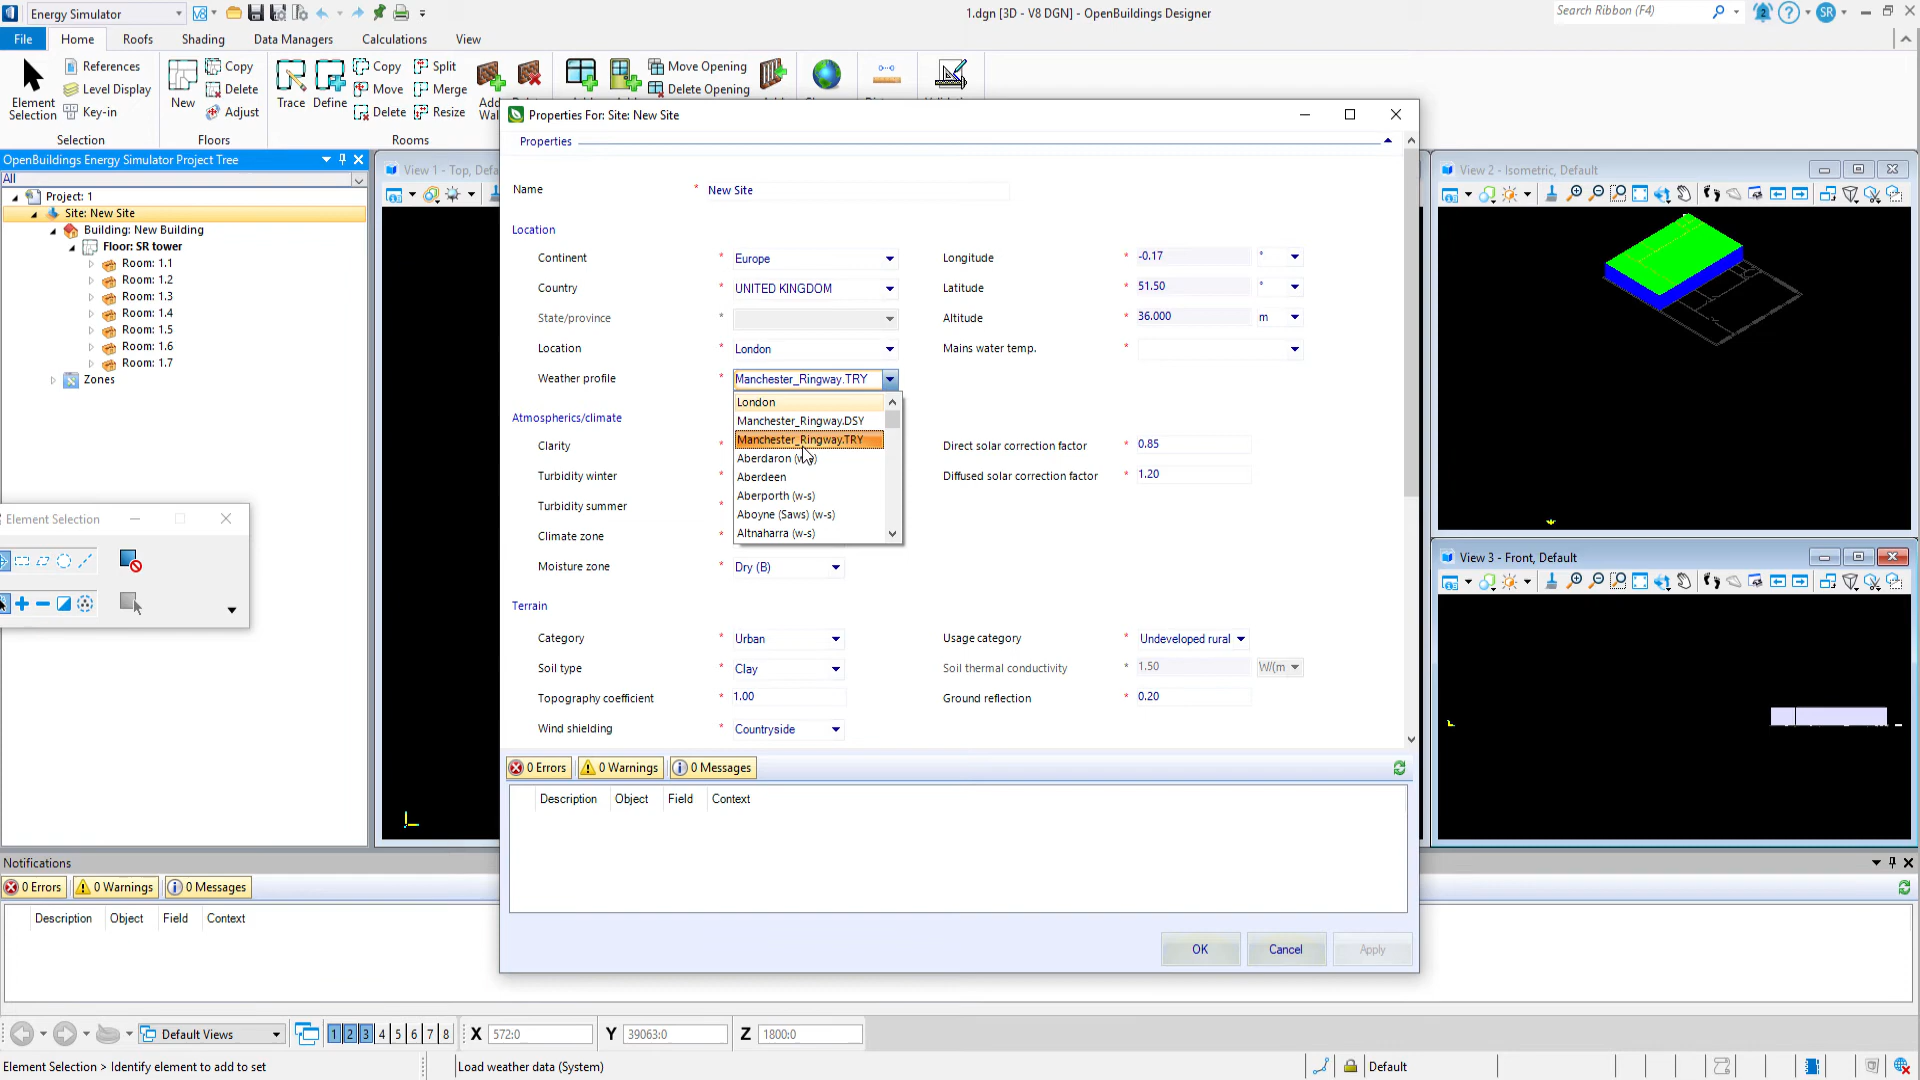 Energy Simulator
1.dgn [3D - V8 DGN] - OpenBuildings Designer
Search Ribbon (F4)
SR
File
Home
Roofs
Shading
Data Managers
Calculations
View
Element
Selection
References
Level Display
Key-in
Selection
New
Copy
Delete
Adjust
Floors
Trace
Define
Copy
Move
Delete
Split
Merge
Resize
Rooms
Move Opening
Delete Opening
OpenBuildings Energy Simulator Project Tree
All
Project: 1
Site: New Site
Building: New Building
Floor: SR tower
Room: 1.1
Room: 1.2
Room: 1.3
Room: 1.4
Room: 1.5
Room: 1.6
Room: 1.7
Zones
View 1 - Top, Defa
View 2 - Isometric, Default
View 3 - Front, Default
Element Selection
Properties For: Site: New Site
Properties
Name * New Site
Location
Continent * Europe
Longitude * -0.17 °
Country * UNITED KINGDOM
Latitude * 51.50 °
State/province *
Altitude * 36.000 m
Location * London
Mains water temp. *
Weather profile * Manchester_Ringway.TRY
London
Manchester_Ringway.DSY
Manchester_Ringway.TRY
Aberdaron (w-s)
Aberdeen
Aberporth (w-s)
Aboyne (Saws) (w-s)
Altnaharra (w-s)
Atmospherics/climate
Clarity *
Direct solar correction factor * 0.85
Turbidity winter *
Diffused solar correction factor * 1.20
Turbidity summer *
Climate zone *
Moisture zone * Dry (B)
Terrain
Category * Urban
Usage category * Undeveloped rural
Soil type * Clay
Soil thermal conductivity * 1.50 W/(m
Topography coefficient * 1.00
Ground reflection * 0.20
Wind shielding * Countryside
0 Errors
0 Warnings
0 Messages
Description Object Field Context
OK
Cancel
Apply
Notifications
0 Errors
0 Warnings
0 Messages
Description Object Field Context
Default Views
1 2 3 4 5 6 7 8
X 572:0
Y 39063:0
Z 1800:0
Element Selection > Identify element to add to set
Load weather data (System)
Default